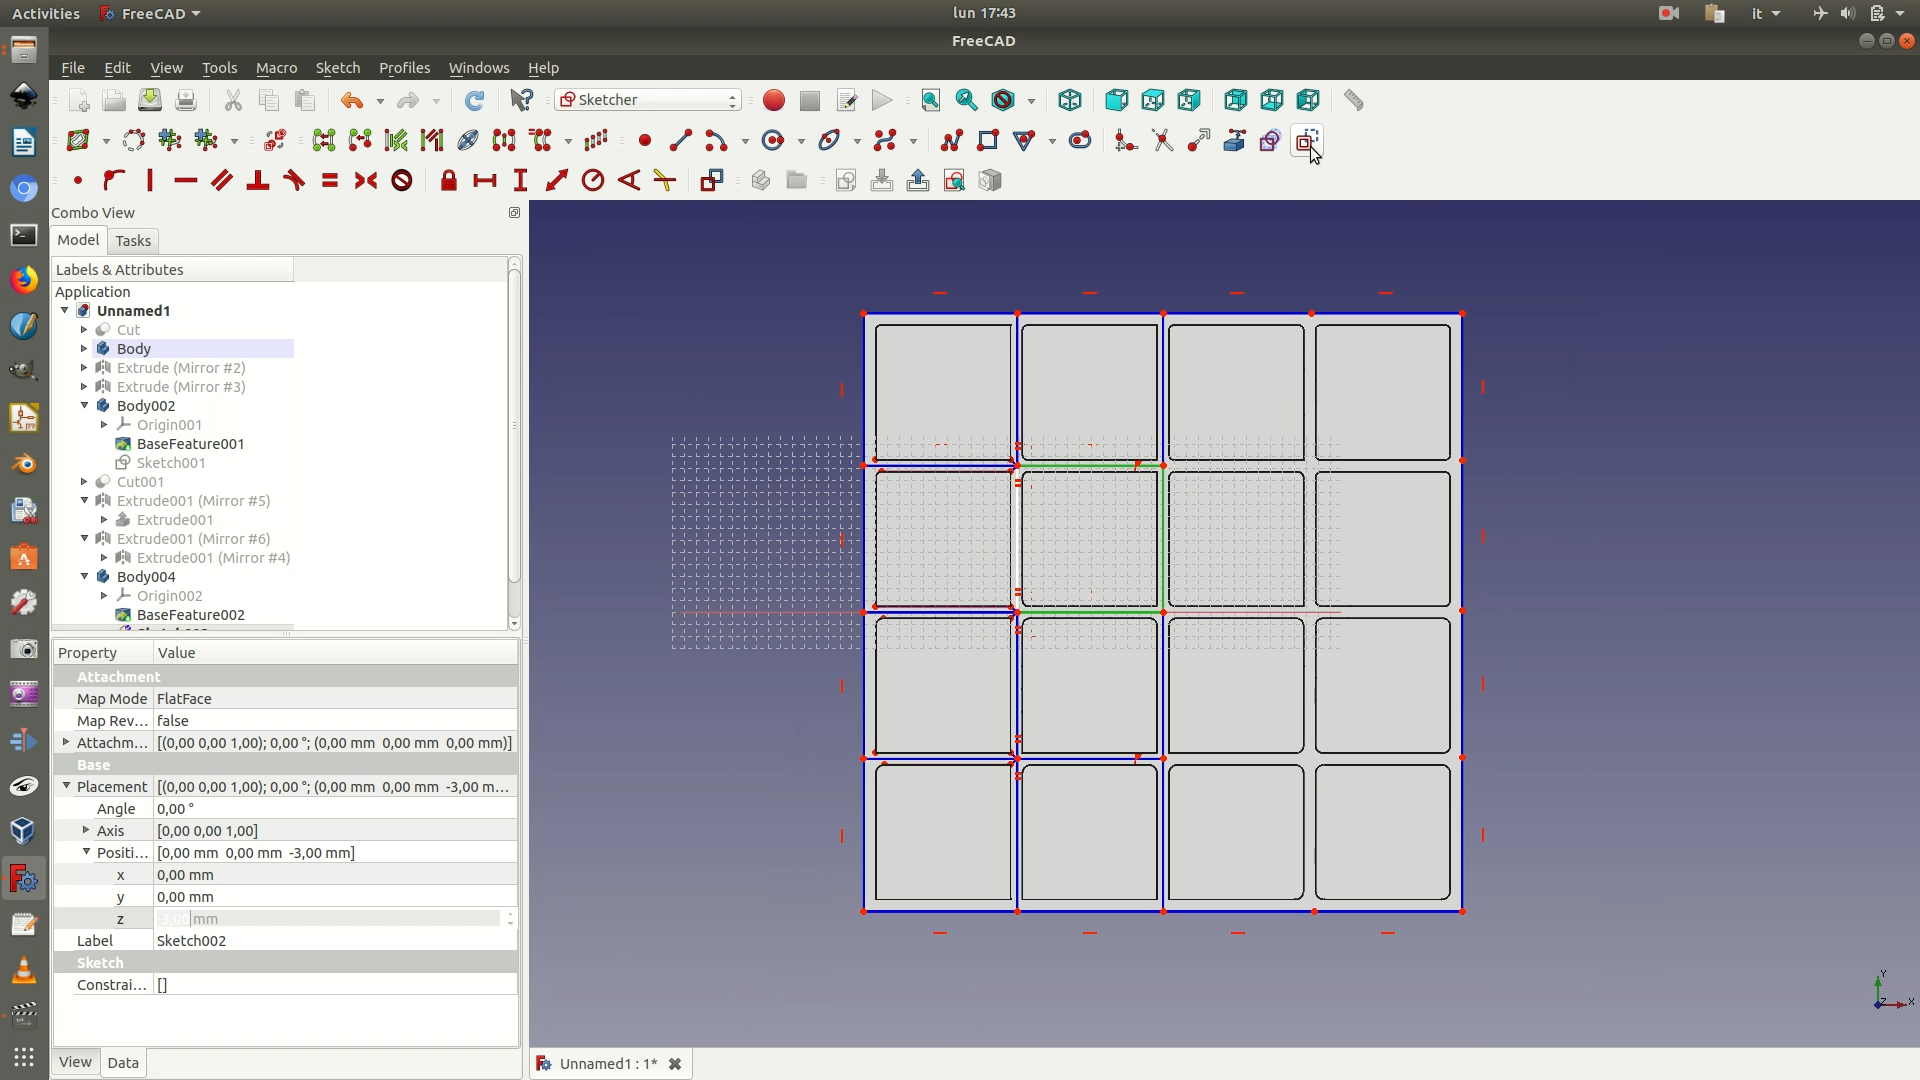 Activities FreeCAD lun 17:43 it
FreeCAD
File Edit View Tools Macro Sketch Profiles Windows Help
Sketcher
Combo View
Model Tasks
Labels & Attributes
Application
Unnamed1
Cut
Body
Extrude (Mirror #2)
Extrude (Mirror #3)
Body002
Origin001
BaseFeature001
Sketch001
Cut001
Extrude001 (Mirror #5)
Extrude001
Extrude001 (Mirror #6)
Extrude001 (Mirror #4)
Body004
Origin002
BaseFeature002
Property Value
Attachment
Map Mode FlatFace
Map Rev... false
Attachm... [(0,00 0,00 1,00); 0,00 °; (0,00 mm 0,00 mm 0,00 mm)]
Base
Placement [(0,00 0,00 1,00); 0,00 °; (0,00 mm 0,00 mm -3,00 m...
Angle 0,00 °
Axis [0,00 0,00 1,00]
Positi... [0,00 mm 0,00 mm -3,00 mm]
x 0,00 mm
y 0,00 mm
z -3,00 mm
Label Sketch002
Sketch
Constrai... []
View Data
Unnamed1 : 1*
Y
Z X